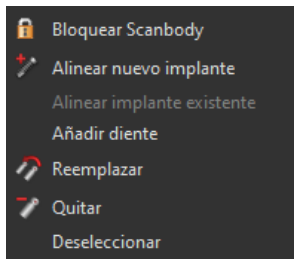 Bloquear Scanbody
Alinear nuevo implante
Alinear implante existente
Añadir diente
Reemplazar
Quitar
Deseleccionar